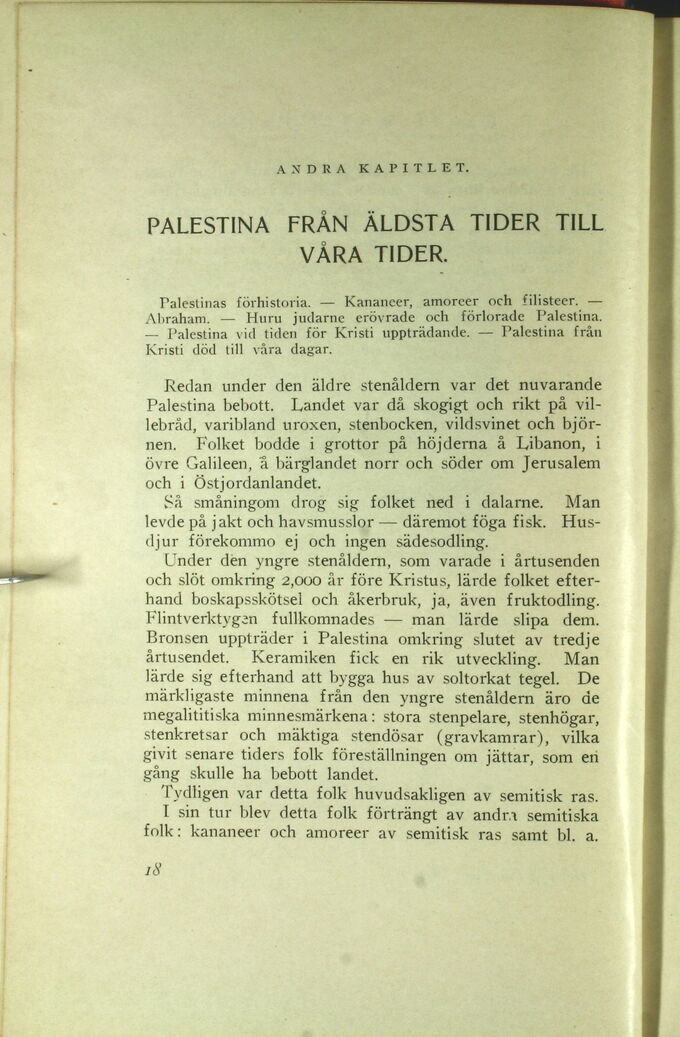 ANDRA KAPITLET.
PALESTINA FRÅN ÄLDSTA TIDER TILL
VÅRA TIDER.
Palestinas förhistoria. — Kananeer, amoreer och filisteer. —
Abraham. — Huru judarne erövrade och förlorade Palestina.
— Palestina vid tiden för Kristi uppträdande. — Palestina från
Kristi död till våra dagar.
Redan under den äldre stenåldern var det nuvarande
Palestina bebott. Landet var då skogigt och rikt på vil-
lebråd, varibland uroxen, stenbocken, vildsvinet och björ-
nen. Folket bodde i grottor på höjderna å Libanon, i
övre Galileen, å bärglandet norr och söder om Jerusalem
och i Östjordanlandet.
Så småningom drog sig folket ned i dalarne. Man
levde på jakt och havsmusslor — däremot föga fisk. Hus-
djur förekommo ej och ingen sädesodling.
Under den yngre stenåldern, som varade i årtusenden
och slöt omkring 2,000 år före Kristus, lärde folket efter-
hand boskapsskötsel och åkerbruk, ja, även fruktodling.
Flintverktygen fullkomnades — man lärde slipa dem.
Bronsen uppträder i Palestina omkring slutet av tredje
årtusendet. Keramiken fick en rik utveckling. Man
lärde sig efterhand att bygga hus av soltorkat tegel. De
märkligaste minnena från den yngre stenåldern äro de
megalititiska minnesmärkena: stora stenpelare, stenhögar,
stenkretsar och mäktiga stendösar (gravkamrar), vilka
givit senare tiders folk föreställningen om jättar, som en
gång skulle ha bebott landet.
Tydligen var detta folk huvudsakligen av semitisk ras.
I sin tur blev detta folk förträngt av andra semitiska
folk: kananeer och amoreer av semitisk ras samt bl. a.
18